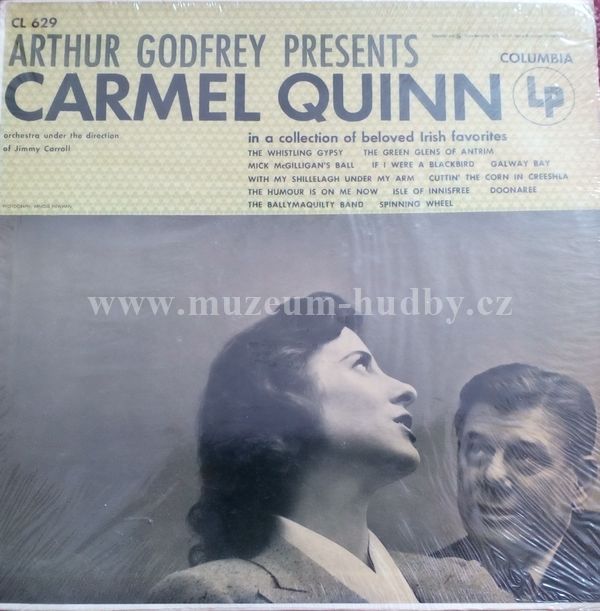 CL 629
ARTHUR GODFREY PRESENTS
CARMEL QUINN
COLUMBIA
LP
orchestra under the direction
of Jimmy Carroll
in a collection of beloved Irish favorites
THE WHISTLING GYPSY THE GREEN GLENS OF ANTRIM
MICK McGILLIGAN'S BALL IF I WERE A BLACKBIRD GALWAY BAY
WITH MY SHILLELAGH UNDER MY ARM CUTTIN' THE CORN IN CREESHLA
THE HUMOUR IS ON ME NOW ISLE OF INNISFREE DOONAREE
THE BALLYMAQUILTY BAND SPINNING WHEEL
PHOTOGRAPH: ARNOLD NEWMAN
www.muzeum-hudby.cz